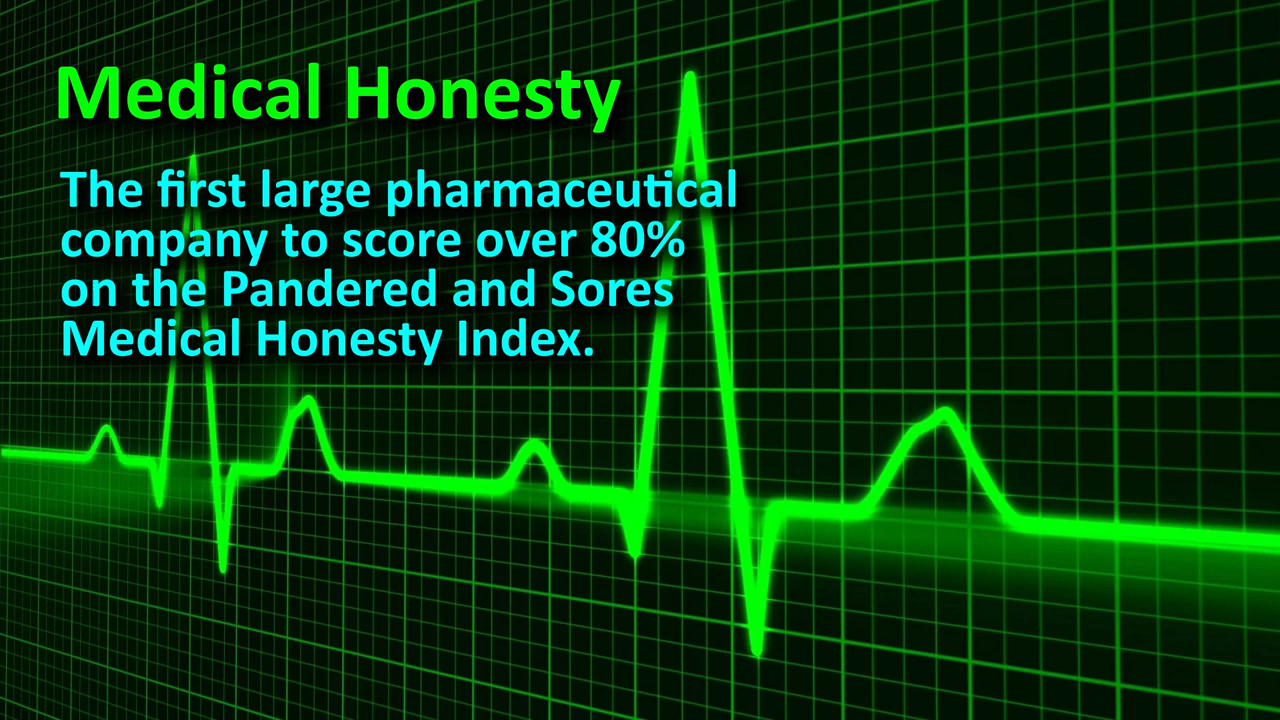 Medical Honesty
The first large pharmaceutical
company to score over 80%
on the Pandered and Sores
Medical Honesty Index.